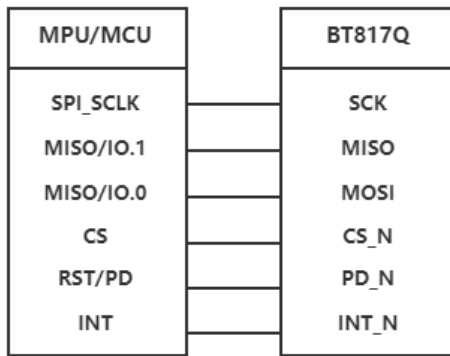 MPU/MCU BT817Q
SPI_SCLK SCK
MISO/IO.1 MISO
MISO/IO.0 MOSI
CS CS_N
RST/PD PD_N
INT INT_N